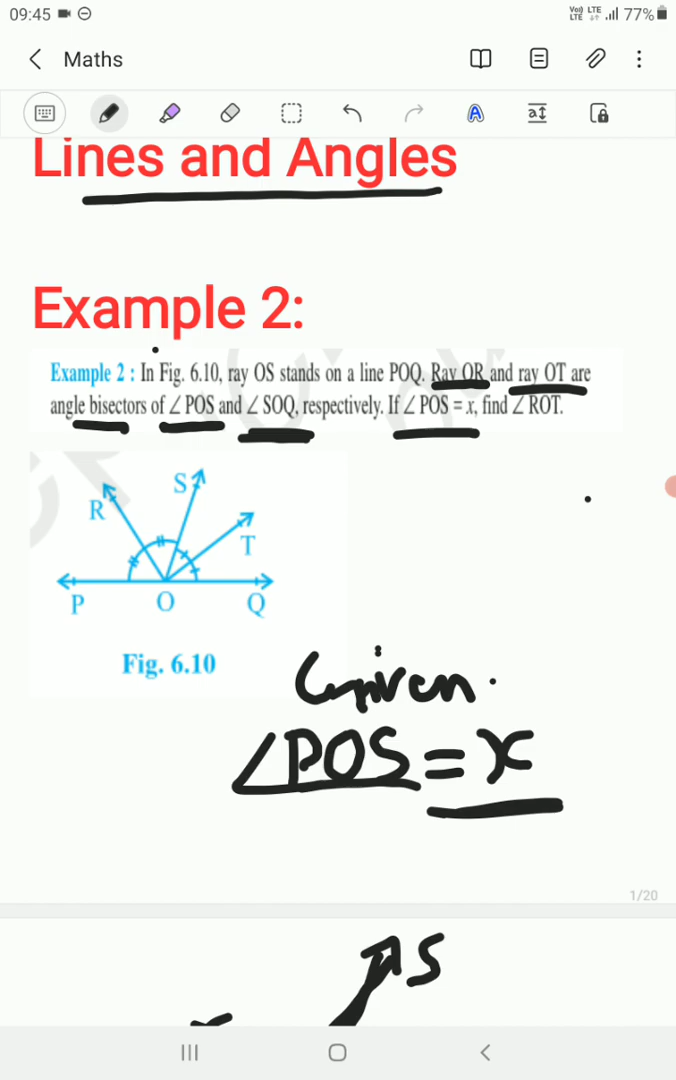 09:45 77%
Maths
Lines and Angles
Example 2:
Example 2 : In Fig. 6.10, ray OS stands on a line POQ. Ray OR and ray OT are
angle bisectors of ∠ POS and ∠ SOQ, respectively. If ∠ POS = x, find ∠ ROT.
S
R
T
P O Q
Fig. 6.10
Given
∠POS = x
1/20
S